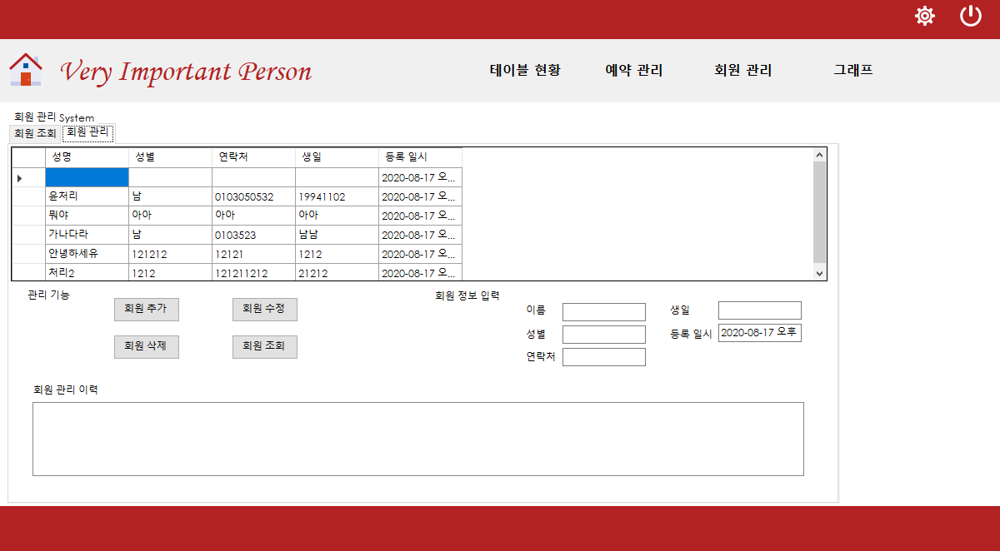 Very Important Person 테이블 현황 예약 관리 회원 관리 그래프
회원 관리 System
회원 조회 회원 관리
성명 성별 연락처 생일 등록 일시
2020-08-17 오...
윤처리 남 0103050532 19941102 2020-08-17 오...
뭐야 아아 아아 아아 2020-08-17 오...
가나다라 남 0103523 남남 2020-08-17 오...
안녕하세유 121212 12121 1212 2020-08-17 오...
처리2 1212 121211212 21212 2020-08-17 오...
관리 기능 회원 정보 입력
회원 추가 회원 수정 이름 생일
성별 등록 일시 2020-08-17 오후
회원 삭제 회원 조회 연락처
회원 관리 이력